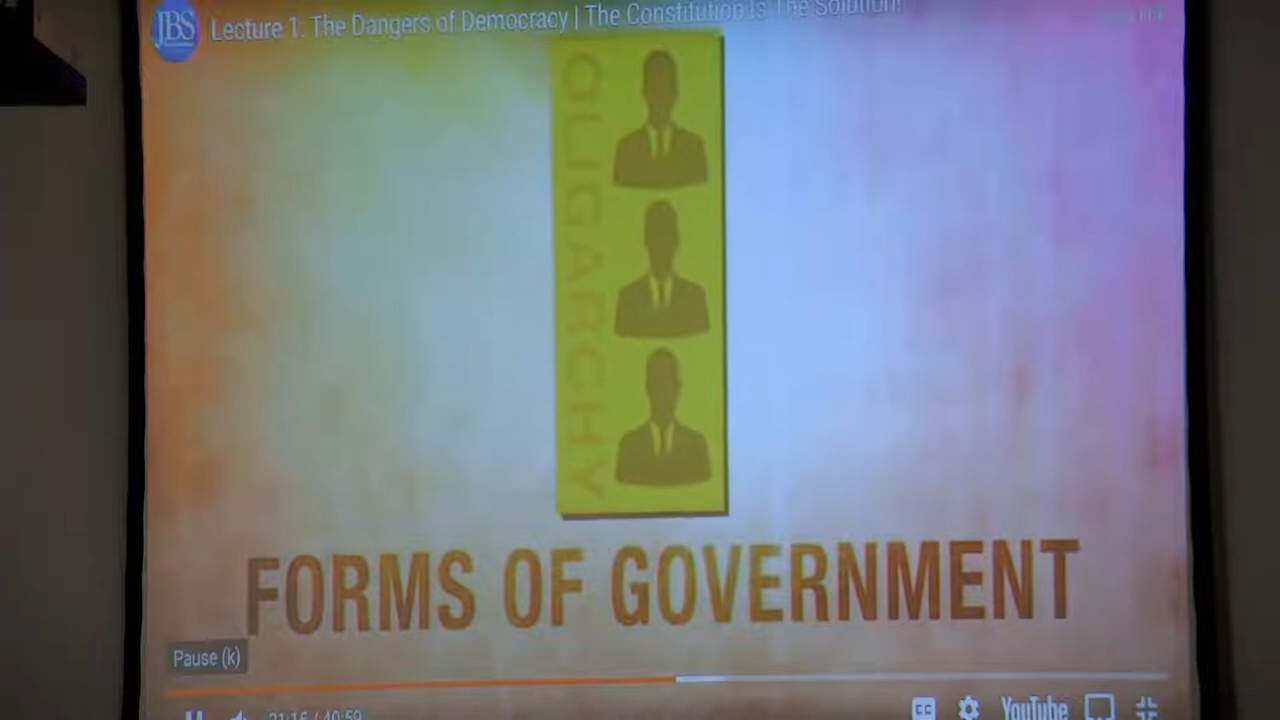 JBS
Lecture 1: The Dangers of Democracy | The Constitution Is The Solution!
OLIGARCHY
FORMS OF GOVERNMENT
Pause (k)
21:16 / 40:59
CC
YouTube